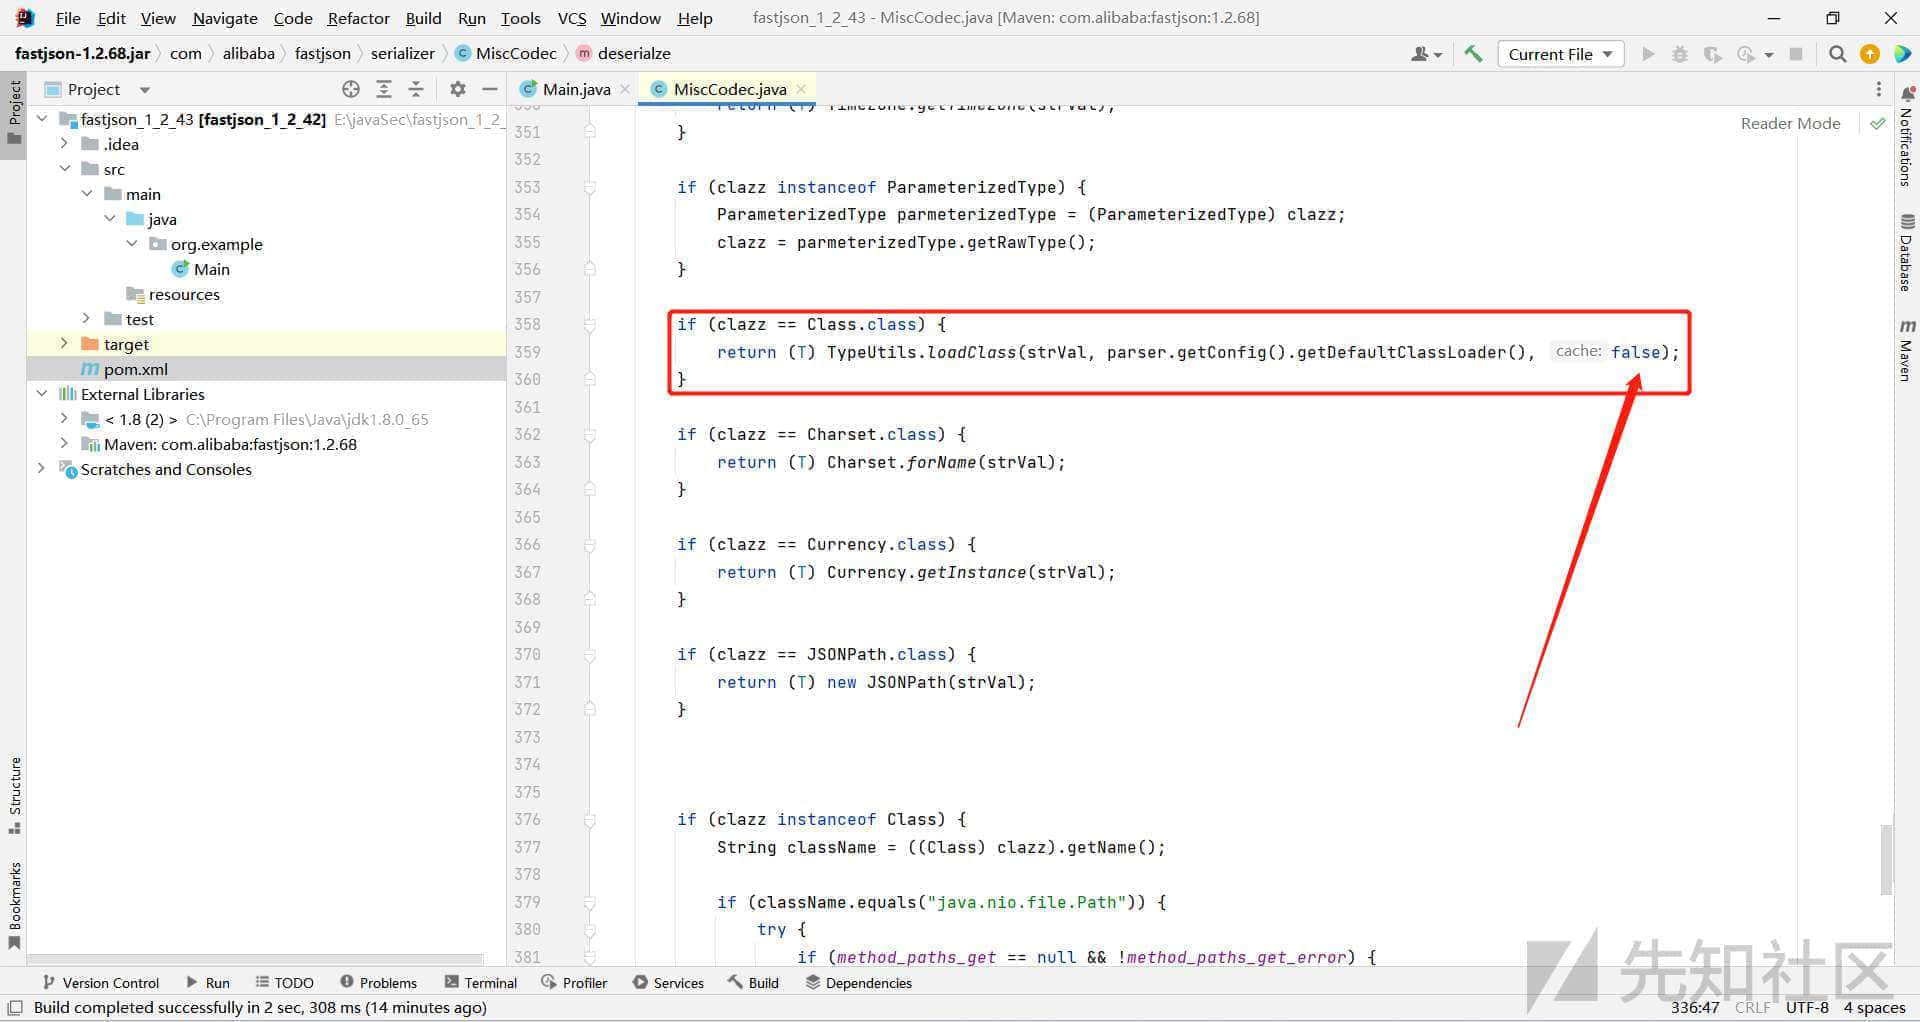 File Edit View Navigate Code Refactor Build Run Tools VCS Window Help fastjson_1_2_43 - MiscCodec.java [Maven: com.alibaba:fastjson:1.2.68]
fastjson-1.2.68.jar com alibaba fastjson serializer MiscCodec deserialze Current File
Project
Main.java
MiscCodec.java
Reader Mode
Project
Structure
Bookmarks
fastjson_1_2_43 [fastjson_1_2_42] E:\javaSec\fastjson_1_2_
.idea
src
main
java
org.example
Main
resources
test
target
pom.xml
External Libraries
< 1.8 (2) > C:\Program Files\Java\jdk1.8.0_65
Maven: com.alibaba:fastjson:1.2.68
Scratches and Consoles
350 return (T) TimeZone.getTimeZone(strVal);
351 }
352
353 if (clazz instanceof ParameterizedType) {
354 ParameterizedType parmeterizedType = (ParameterizedType) clazz;
355 clazz = parmeterizedType.getRawType();
356 }
357
358 if (clazz == Class.class) {
359 return (T) TypeUtils.loadClass(strVal, parser.getConfig().getDefaultClassLoader(), cache: false);
360 }
361
362 if (clazz == Charset.class) {
363 return (T) Charset.forName(strVal);
364 }
365
366 if (clazz == Currency.class) {
367 return (T) Currency.getInstance(strVal);
368 }
369
370 if (clazz == JSONPath.class) {
371 return (T) new JSONPath(strVal);
372 }
373
374
375
376 if (clazz instanceof Class) {
377 String className = ((Class) clazz).getName();
378
379 if (className.equals("java.nio.file.Path")) {
380 try {
381 if (method_paths_get == null && !method_paths_get_error) {
Notifications
Database
Maven
先知社区
Version Control Run TODO Problems Terminal Profiler Services Build Dependencies
Build completed successfully in 2 sec, 308 ms (14 minutes ago) 336:47 CRLF UTF-8 4 spaces